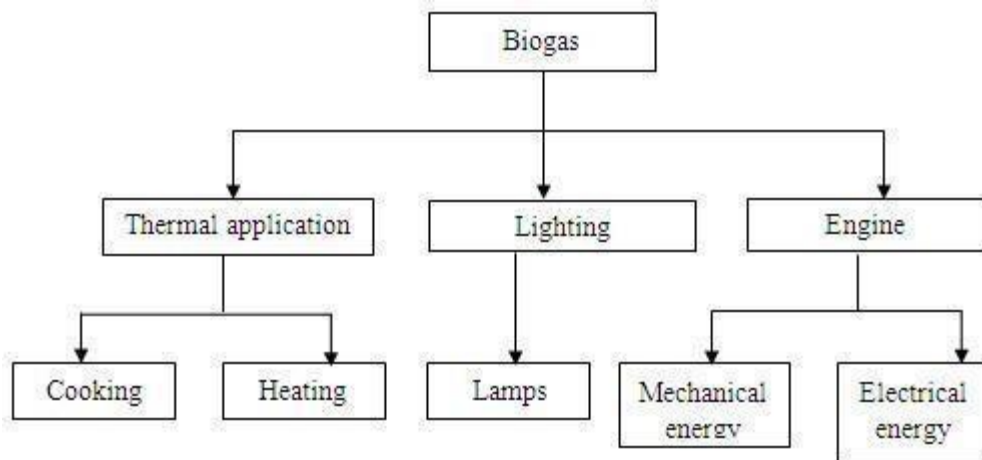 Biogas
Thermal application
Lighting
Engine
Cooking
Heating
Lamps
Mechanical
energy
Electrical
energy